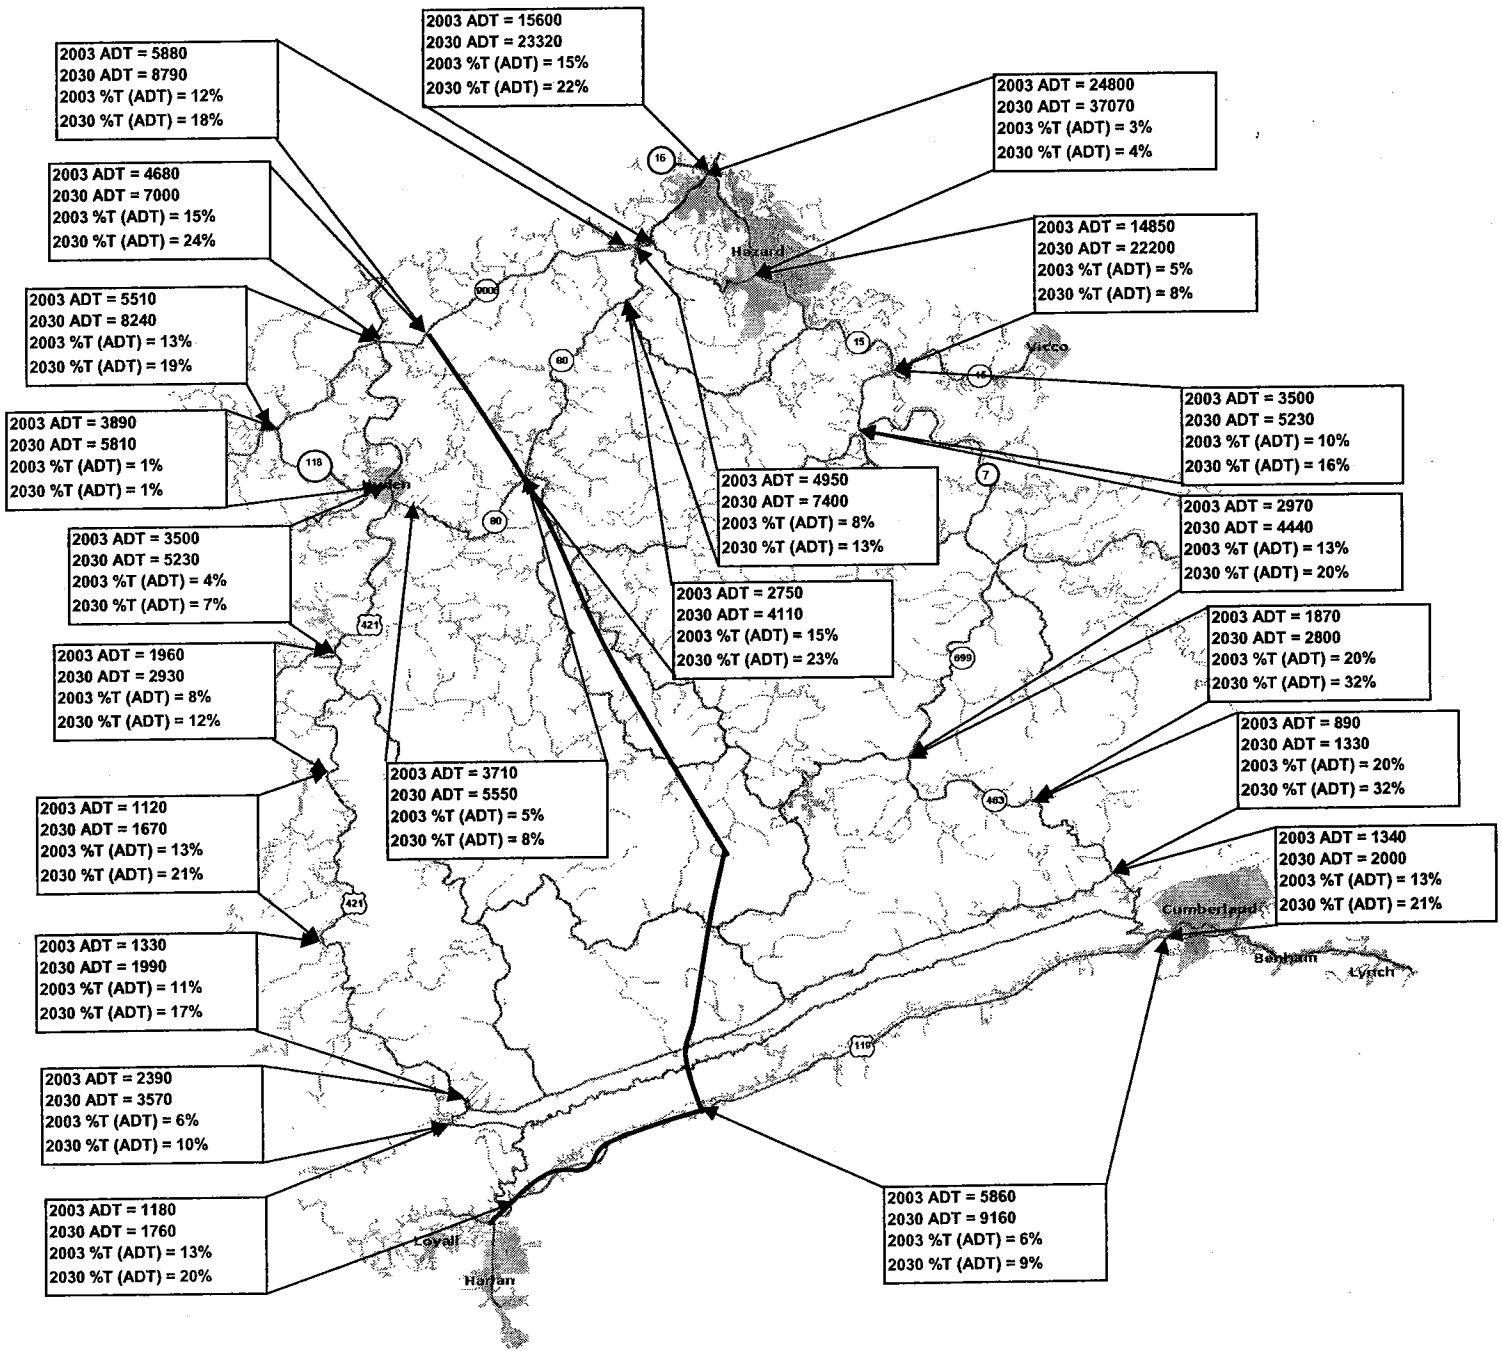 2003 ADT = 15600
2030 ADT = 23320
2003 %T (ADT) = 15%
2030 %T (ADT) = 22%
2003 ADT = 5880
2030 ADT = 8790
2003 %T (ADT) = 12%
2030 %T (ADT) = 18%
2003 ADT = 24800
2030 ADT = 37070
2003 %T (ADT) = 3%
2030 %T (ADT) = 4%
2003 ADT = 4680
2030 ADT = 7000
2003 %T (ADT) = 15%
2030 %T (ADT) = 24%
15
Hazard
2003 ADT = 14850
2030 ADT = 22200
2003 %T (ADT) = 5%
2030 %T (ADT) = 8%
2003 ADT = 5510
2030 ADT = 8240
2003 %T (ADT) = 13%
2030 %T (ADT) = 19%
9006
80
15
Vicco
15
2003 ADT = 3500
2030 ADT = 5230
2003 %T (ADT) = 10%
2030 %T (ADT) = 16%
2003 ADT = 3890
2030 ADT = 5810
2003 %T (ADT) = 1%
2030 %T (ADT) = 1%
118
Hyden
80
7
2003 ADT = 4950
2030 ADT = 7400
2003 %T (ADT) = 8%
2030 %T (ADT) = 13%
2003 ADT = 2970
2030 ADT = 4440
2003 %T (ADT) = 13%
2030 %T (ADT) = 20%
2003 ADT = 3500
2030 ADT = 5230
2003 %T (ADT) = 4%
2030 %T (ADT) = 7%
421
2003 ADT = 2750
2030 ADT = 4110
2003 %T (ADT) = 15%
2030 %T (ADT) = 23%
699
2003 ADT = 1870
2030 ADT = 2800
2003 %T (ADT) = 20%
2030 %T (ADT) = 32%
2003 ADT = 1960
2030 ADT = 2930
2003 %T (ADT) = 8%
2030 %T (ADT) = 12%
2003 ADT = 890
2030 ADT = 1330
2003 %T (ADT) = 20%
2030 %T (ADT) = 32%
2003 ADT = 3710
2030 ADT = 5550
2003 %T (ADT) = 5%
2030 %T (ADT) = 8%
463
2003 ADT = 1120
2030 ADT = 1670
2003 %T (ADT) = 13%
2030 %T (ADT) = 21%
2003 ADT = 1340
2030 ADT = 2000
2003 %T (ADT) = 13%
2030 %T (ADT) = 21%
421
Cumberland
Benham
Lynch
2003 ADT = 1330
2030 ADT = 1990
2003 %T (ADT) = 11%
2030 %T (ADT) = 17%
119
2003 ADT = 2390
2030 ADT = 3570
2003 %T (ADT) = 6%
2030 %T (ADT) = 10%
2003 ADT = 1180
2030 ADT = 1760
2003 %T (ADT) = 13%
2030 %T (ADT) = 20%
2003 ADT = 5860
2030 ADT = 9160
2003 %T (ADT) = 6%
2030 %T (ADT) = 9%
Loyall
Harlan